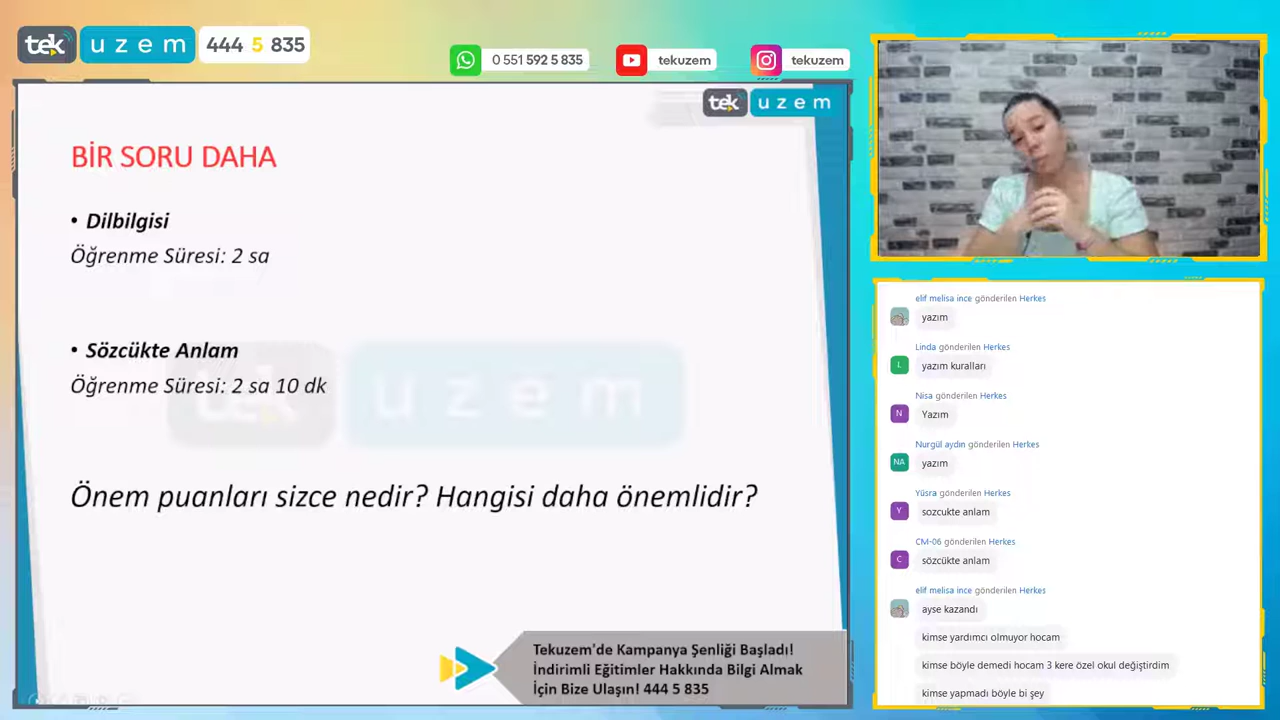 tek uzem 444 5 835
0 551 592 5 835
tekuzem
tekuzem
tek uzem
BİR SORU DAHA
• Dilbilgisi
Öğrenme Süresi: 2 sa
• Sözcükte Anlam
Öğrenme Süresi: 2 sa 10 dk
uzem
Önem puanları sizce nedir? Hangisi daha önemlidir?
Tekuzem'de Kampanya Şenliği Başladı!
İndirimli Eğitimler Hakkında Bilgi Almak
İçin Bize Ulaşın! 444 5 835
elif melisa ince gönderilen Herkes
yazım
Linda gönderilen Herkes
L
yazım kuralları
Nisa gönderilen Herkes
N
Yazım
Nurgül aydın gönderilen Herkes
NA
yazım
Yüsra gönderilen Herkes
Y
sozcukte anlam
CM-06 gönderilen Herkes
C
sözcükte anlam
elif melisa ince gönderilen Herkes
ayse kazandı
kimse yardımcı olmuyor hocam
kimse böyle demedi hocam 3 kere özel okul değiştirdim
kimse yapmadı böyle bi şey